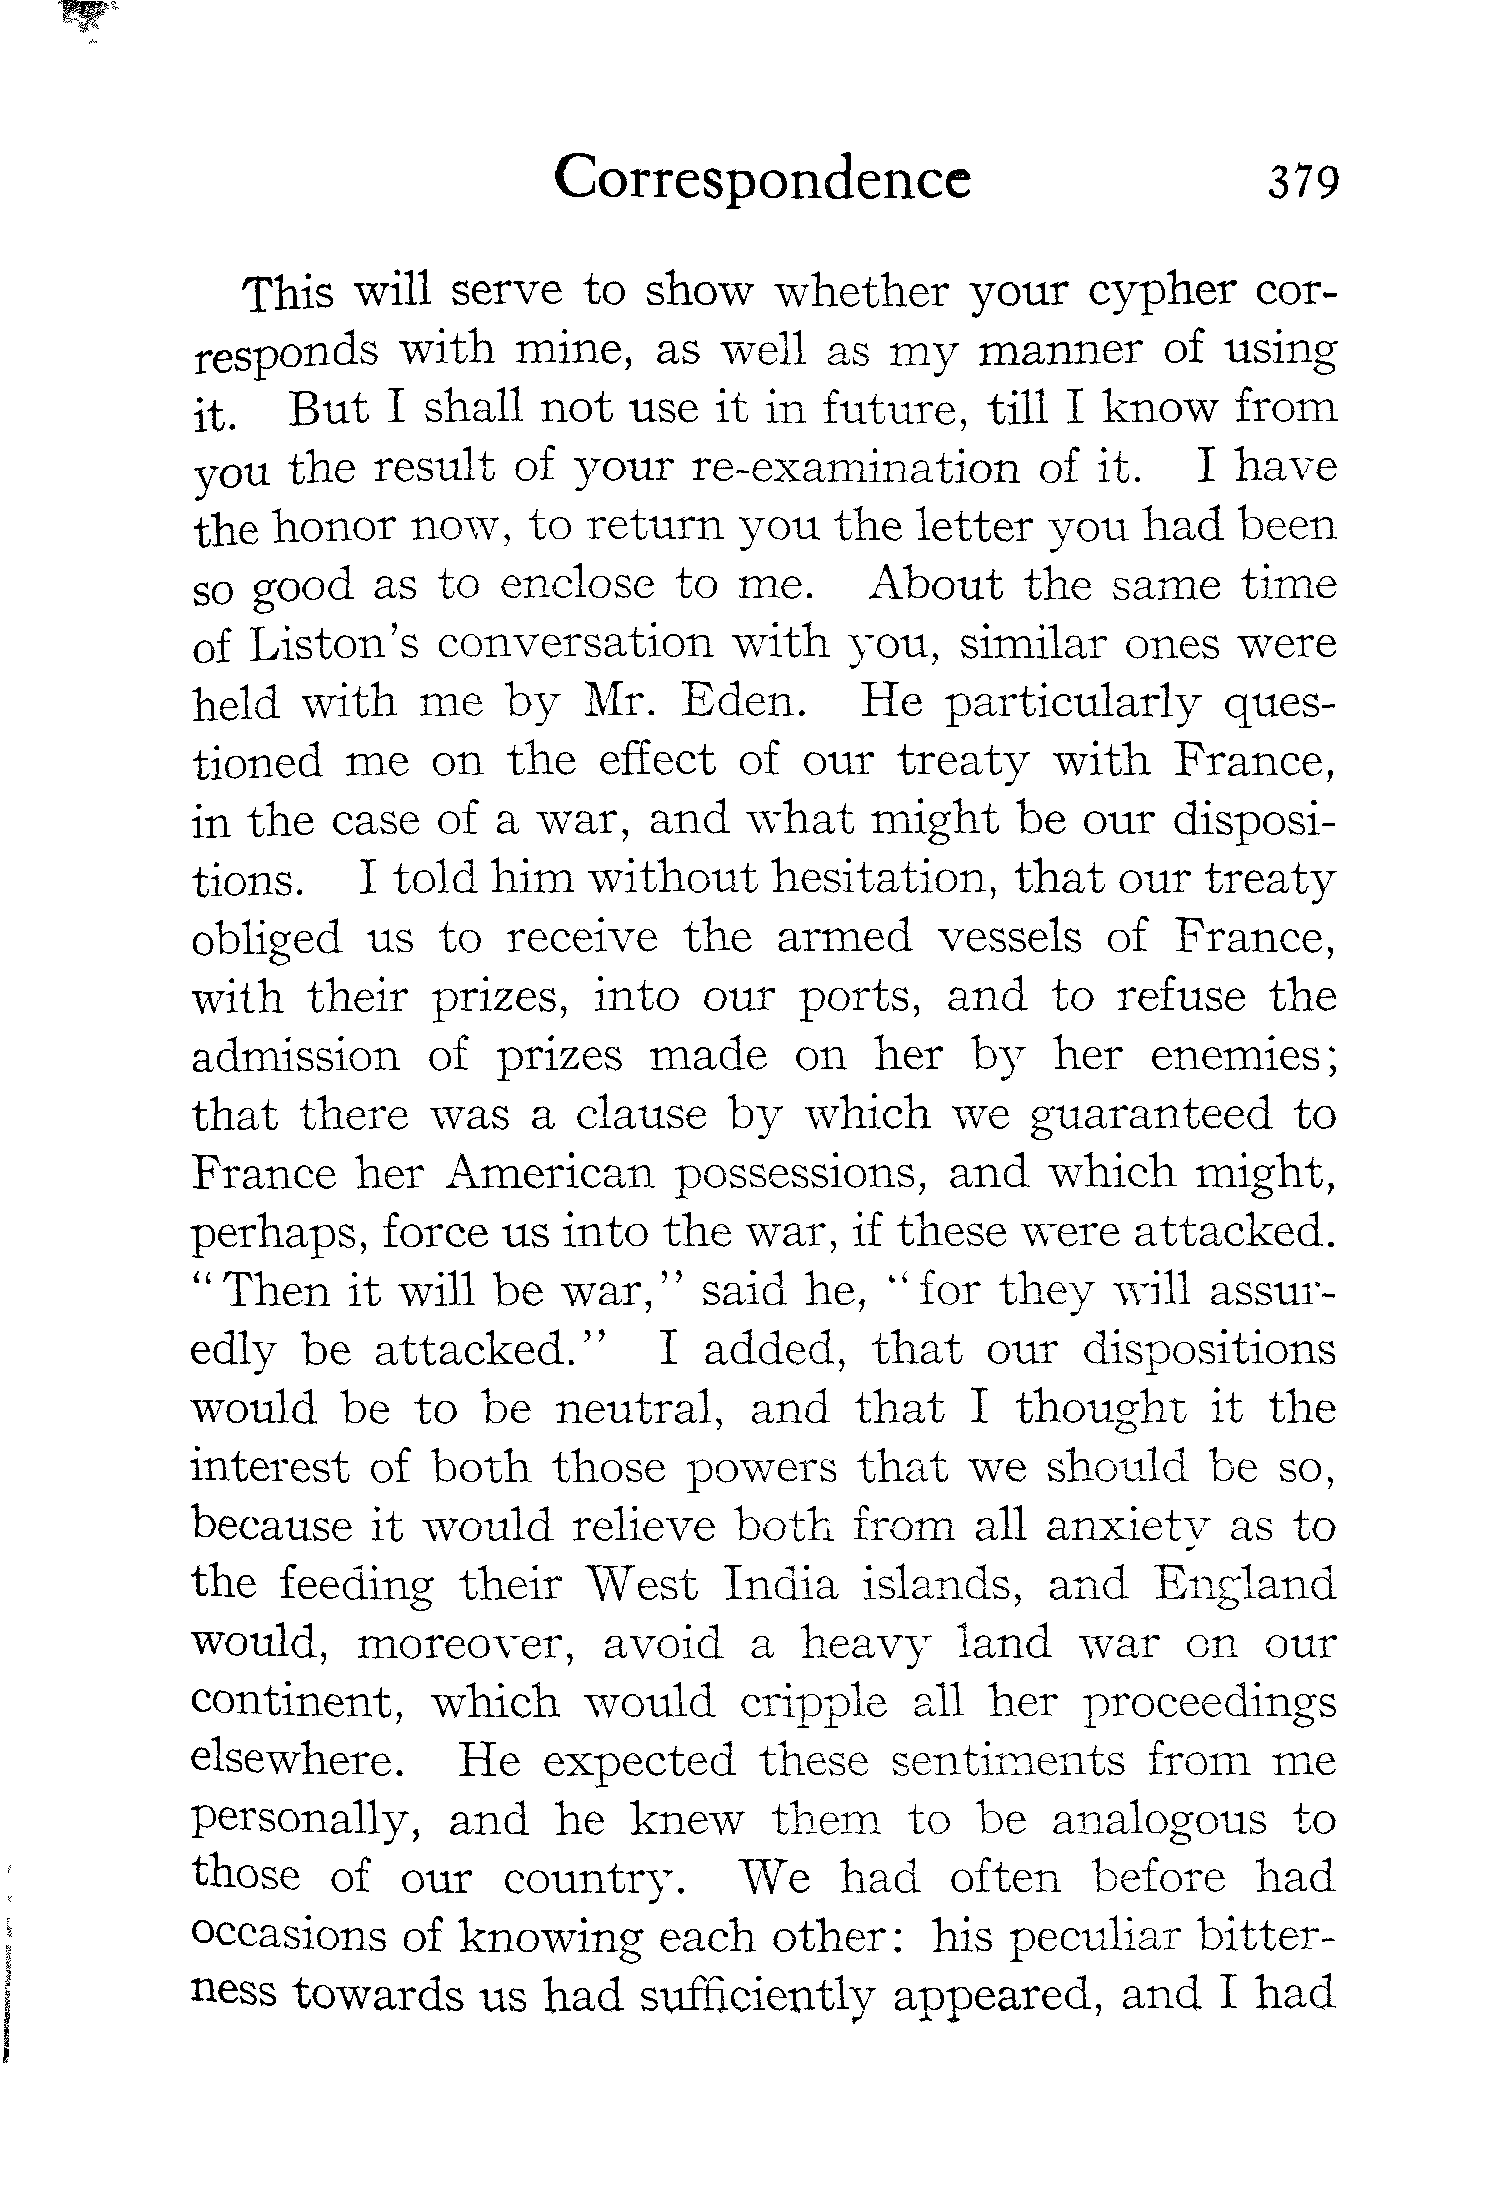 Correspondence 379
This will serve to show whether your cypher cor-
responds with mine, as well as my manner of using
it. But I shall not use it in future, till I know from
you the result of your re-examination of it. I have
the honor now, to return you the letter you had been
so good as to enclose to me. About the same time
of Liston's conversation with you, similar ones were
held with me by Mr. Eden. He particularly ques-
tioned me on the effect of our treaty with France,
in the case of a war, and what might be our disposi-
tions. I told him without hesitation, that our treaty
obliged us to receive the armed vessels of France,
with their prizes, into our ports, and to refuse the
admission of prizes made on her by her enemies;
that there was a clause by which we guaranteed to
France her American possessions, and which might,
perhaps, force us into the war, if these were attacked.
"Then it will be war," said he, "for they will assur-
edly be attacked." I added, that our dispositions
would be to be neutral, and that I thought it the
interest of both those powers that we should be so,
because it would relieve both from all anxiety as to
the feeding their West India islands, and England
would, moreover, avoid a heavy land war on our
continent, which would cripple all her proceedings
elsewhere. He expected these sentiments from me
personally, and he knew them to be analogous to
those of our country. We had often before had
occasions of knowing each other: his peculiar bitter-
ness towards us had sufficiently appeared, and I had